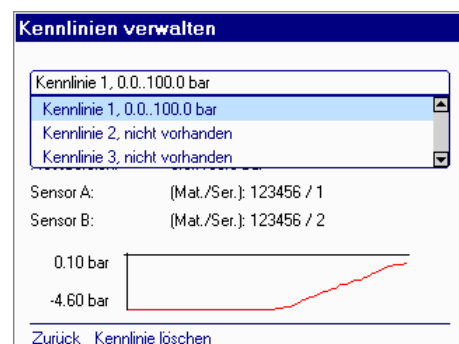 Kennlinien verwalten
Kennlinie 1, 0.0..100.0 bar
Kennlinie 1, 0.0..100.0 bar
Kennlinie 2, nicht vorhanden
Kennlinie 3, nicht vorhanden
Sensor A: (Mat./Ser.): 123456 / 1
Sensor B: (Mat./Ser.): 123456 / 2
0.10 bar
-4.60 bar
Zurück Kennlinie löschen